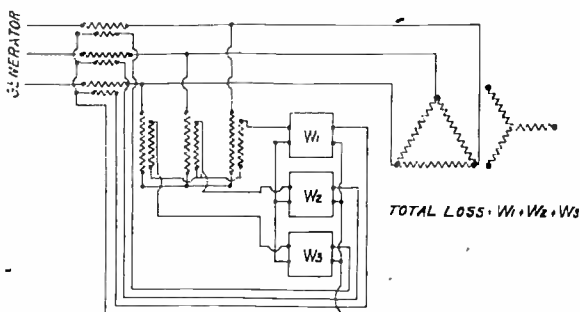 GENERATOR
W1
W2
W3
TOTAL LOSS = W1+W2+W3